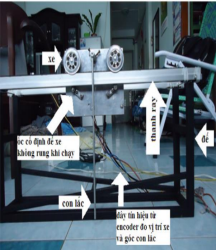 xe
thanh ray
đế
ốc cố định để xe
không rung khi chạy
con lắc
dây tín hiệu từ
encoder đo vị trí xe
và góc con lắc